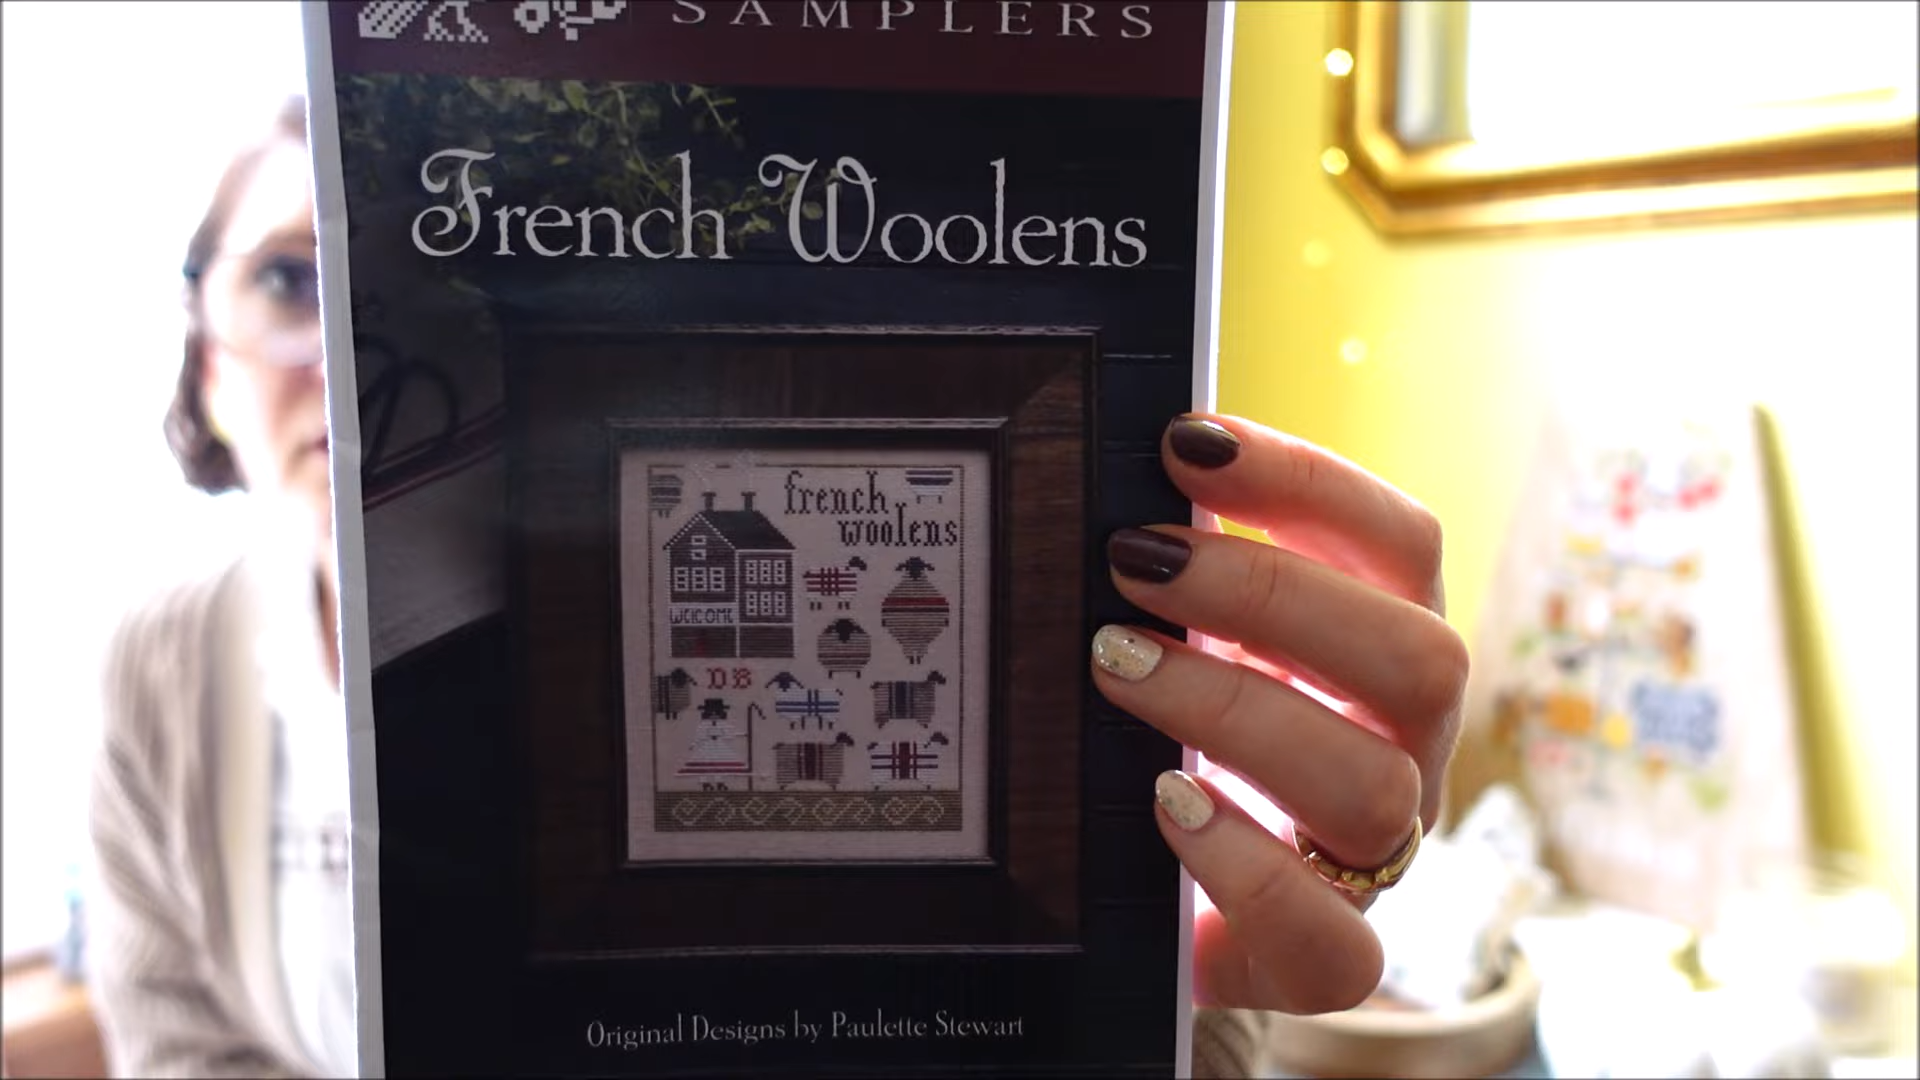 SAMPLERS
French Woolens
french
woolens
WELCOME
DB
Original Designs by Paulette Stewart